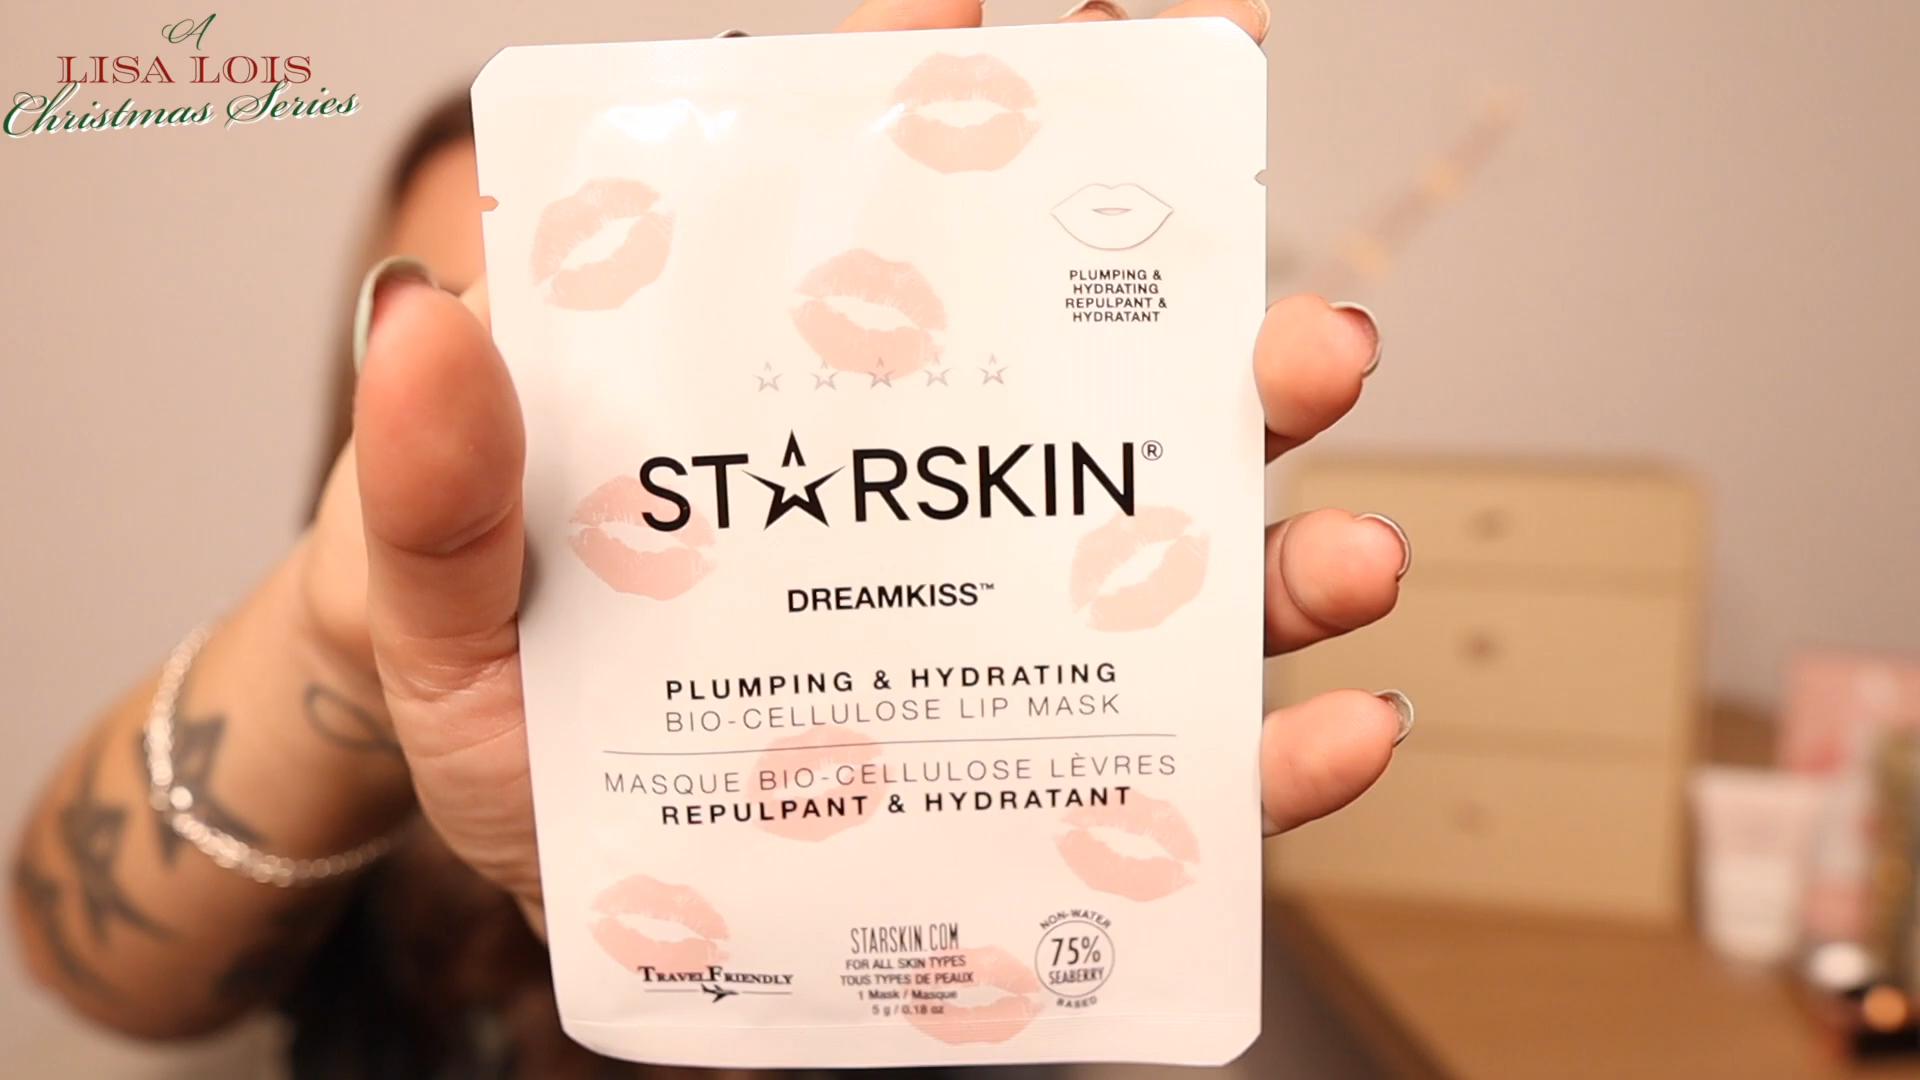 A
LISA LOIS
Christmas Series
PLUMPING &
HYDRATING
REPULPANT &
HYDRATANT
STARSKIN®
DREAMKISS™
PLUMPING & HYDRATING
BIO-CELLULOSE LIP MASK
MASQUE BIO-CELLULOSE LÈVRES
REPULPANT & HYDRATANT
TRAVELFRIENDLY
STARSKIN.COM
FOR ALL SKIN TYPES
TOUS TYPES DE PEAUX
1 Mask / Masque
5 g / 0.18 oz
NON-WATER
75%
SEABERRY
BASED